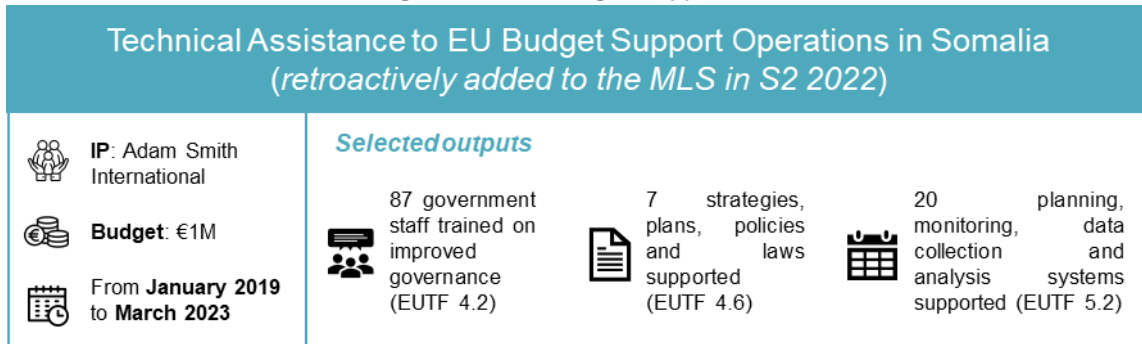 Technical Assistance to EU Budget Support Operations in Somalia
(retroactively added to the MLS in S2 2022)
IP: Adam Smith
International
Budget: €1M
From January 2019
to March 2023
Selected outputs
87 government
staff trained on
improved
governance
(EUTF 4.2)
7 strategies,
plans, policies
and laws
supported
(EUTF 4.6)
20 planning,
monitoring, data
collection and
analysis systems
supported (EUTF 5.2)